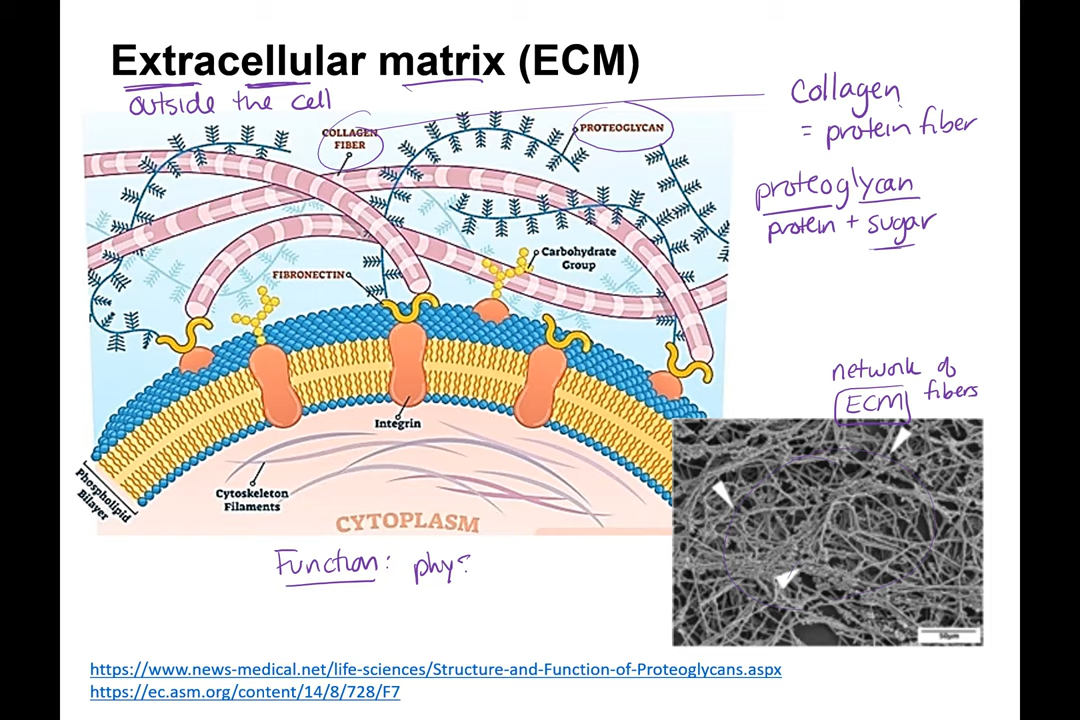 Extracellular matrix (ECM)
outside the cell
Collagen
= protein fiber
proteoglycan
protein + sugar
COLLAGEN
FIBER
PROTEOGLYCAN
Carbohydrate
Group
FIBRONECTIN
Integrin
Phospholipid
Bilayer
Cytoskeleton
Filaments
CYTOPLASM
network of
fibers
ECM
50µm
Function: phys
https://www.news-medical.net/life-sciences/Structure-and-Function-of-Proteoglycans.aspx
https://ec.asm.org/content/14/8/728/F7